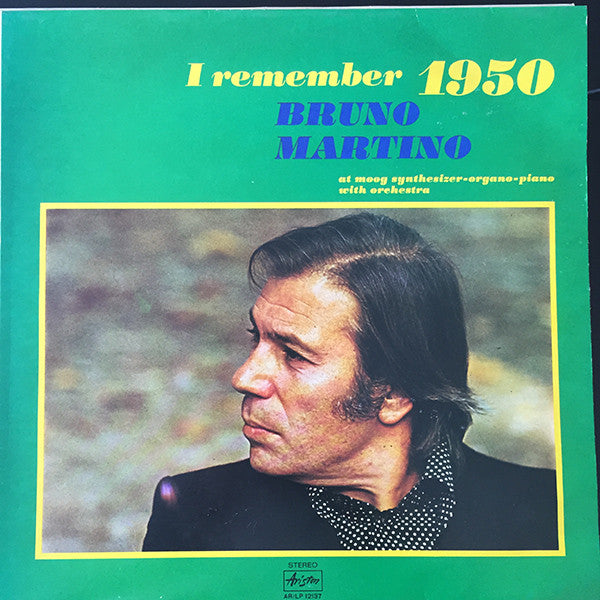 I remember 1950
BRUNO
MARTINO
at moog synthesizer-organo-piano
with orchestra
STEREO
Ariston
AR/LP 12137